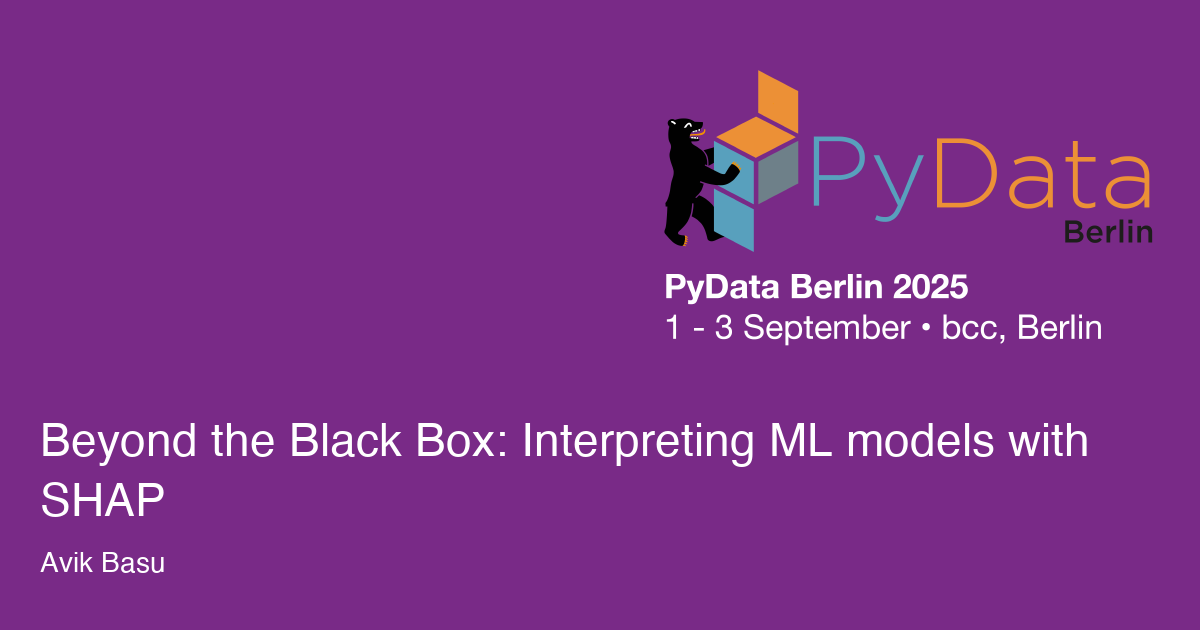 PyData
Berlin
PyData Berlin 2025
1 - 3 September • bcc, Berlin
Beyond the Black Box: Interpreting ML models with
SHAP
Avik Basu